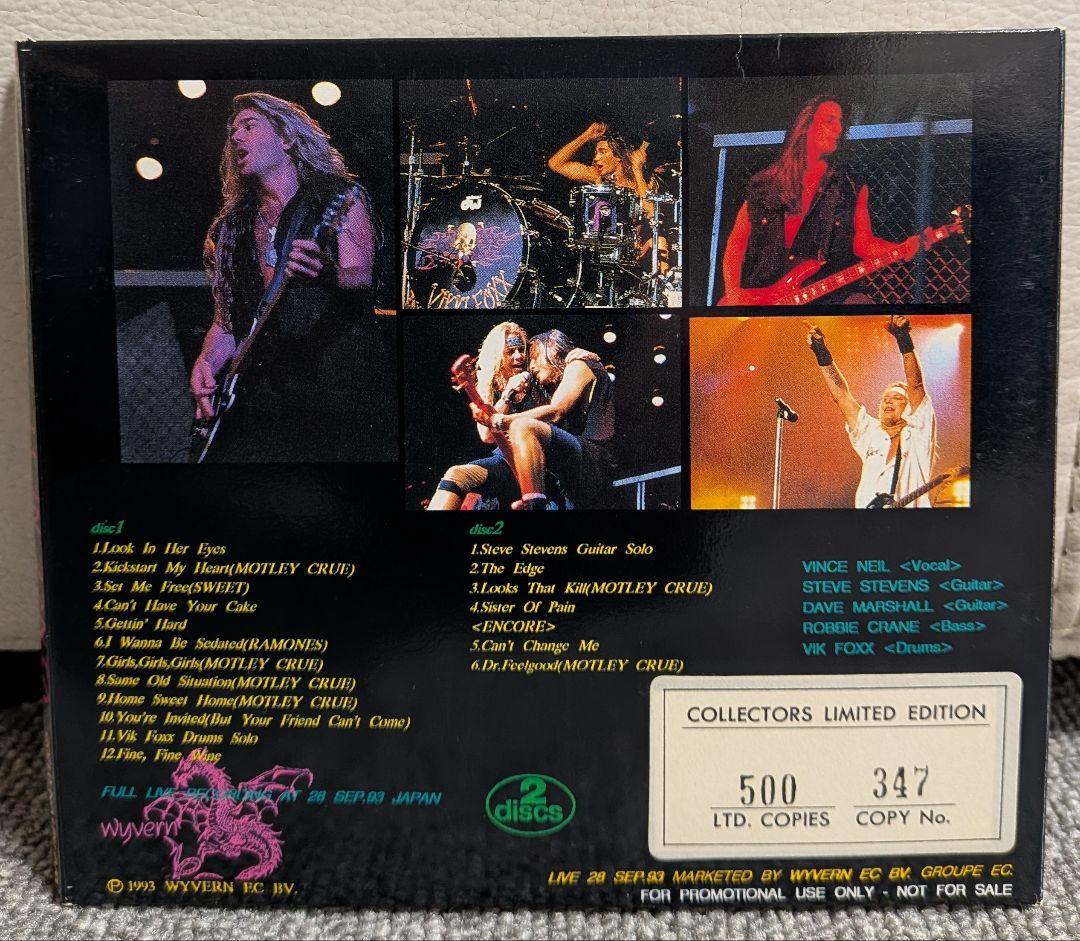 VIKKI FOXX
disc1
1.Look In Her Eyes
2.Kickstart My Heart(MOTLEY CRUE)
3.Set Me Free(SWEET)
4.Can't Have Your Cake
5.Gettin' Hard
6.I Wanna Be Sedated(RAMONES)
7.Girls,Girls,Girls(MOTLEY CRUE)
8.Same Old Situation(MOTLEY CRUE)
9.Home Sweet Home(MOTLEY CRUE)
10.You're Invited(But Your Friend Can't Come)
11.Vik Foxx Drums Solo
12.Fine, Fine Wine
disc2
1.Steve Stevens Guitar Solo
2.The Edge
3.Looks That Kill(MOTLEY CRUE)
4.Sister Of Pain
<ENCORE>
5.Can't Change Me
6.Dr.Feelgood(MOTLEY CRUE)
VINCE NEIL <Vocal>
STEVE STEVENS <Guitar>
DAVE MARSHALL <Guitar>
ROBBIE CRANE <Bass>
VIK FOXX <Drums>
COLLECTORS LIMITED EDITION
500 347
LTD. COPIES COPY No.
FULL LIVE RECORDING AT 28 SEP.93 JAPAN
wyvern
2
discs
℗ 1993 WYVERN EC BV.
LIVE 28 SEP.93 MARKETED BY WYVERN EC BV. GROUPE EC.
FOR PROMOTIONAL USE ONLY - NOT FOR SALE